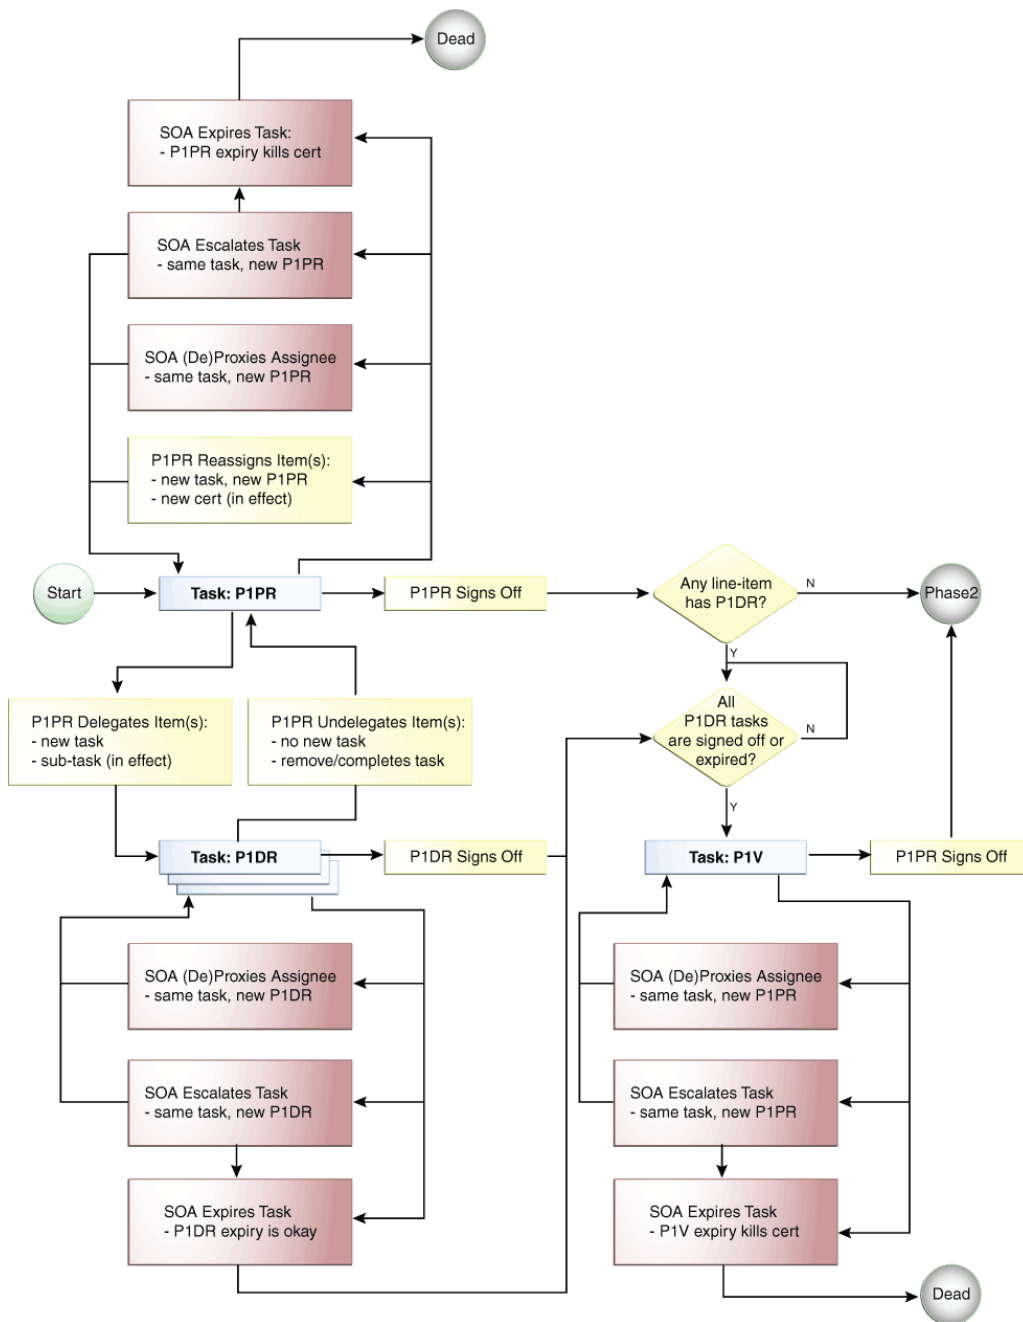 Dead
SOA Expires Task:
- P1PR expiry kills cert
SOA Escalates Task
- same task, new P1PR
SOA (De)Proxies Assignee
- same task, new P1PR
P1PR Reassigns Item(s):
- new task, new P1PR
- new cert (in effect)
Start
Task: P1PR
P1PR Signs Off
Any line-item
has P1DR?
N
Phase2
Y
P1PR Delegates Item(s):
- new task
- sub-task (in effect)
P1PR Undelegates Item(s):
- no new task
- remove/completes task
All
P1DR tasks
are signed off or
expired?
N
Y
Task: P1DR
P1DR Signs Off
Task: P1V
P1PR Signs Off
SOA (De)Proxies Assignee
- same task, new P1DR
SOA (De)Proxies Assignee
- same task, new P1PR
SOA Escalates Task
- same task, new P1DR
SOA Escalates Task
- same task, new P1PR
SOA Expires Task
- P1DR expiry is okay
SOA Expires Task
- P1V expiry kills cert
Dead